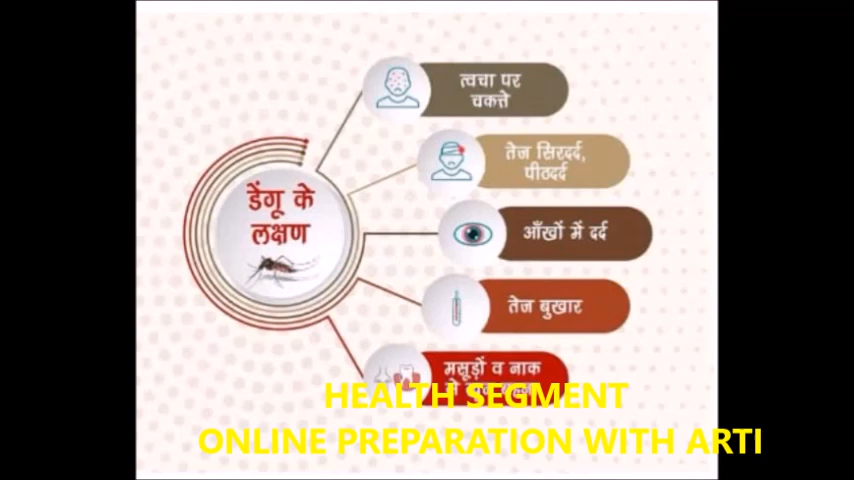 त्वचा पर
चकत्ते
तेज सिरदर्द,
पीठदर्द
डेंगू के
लक्षण
आँखों में दर्द
तेज बुखार
मसूड़ों व नाक
से
HEALTH SEGMENT
ONLINE PREPARATION WITH ARTI